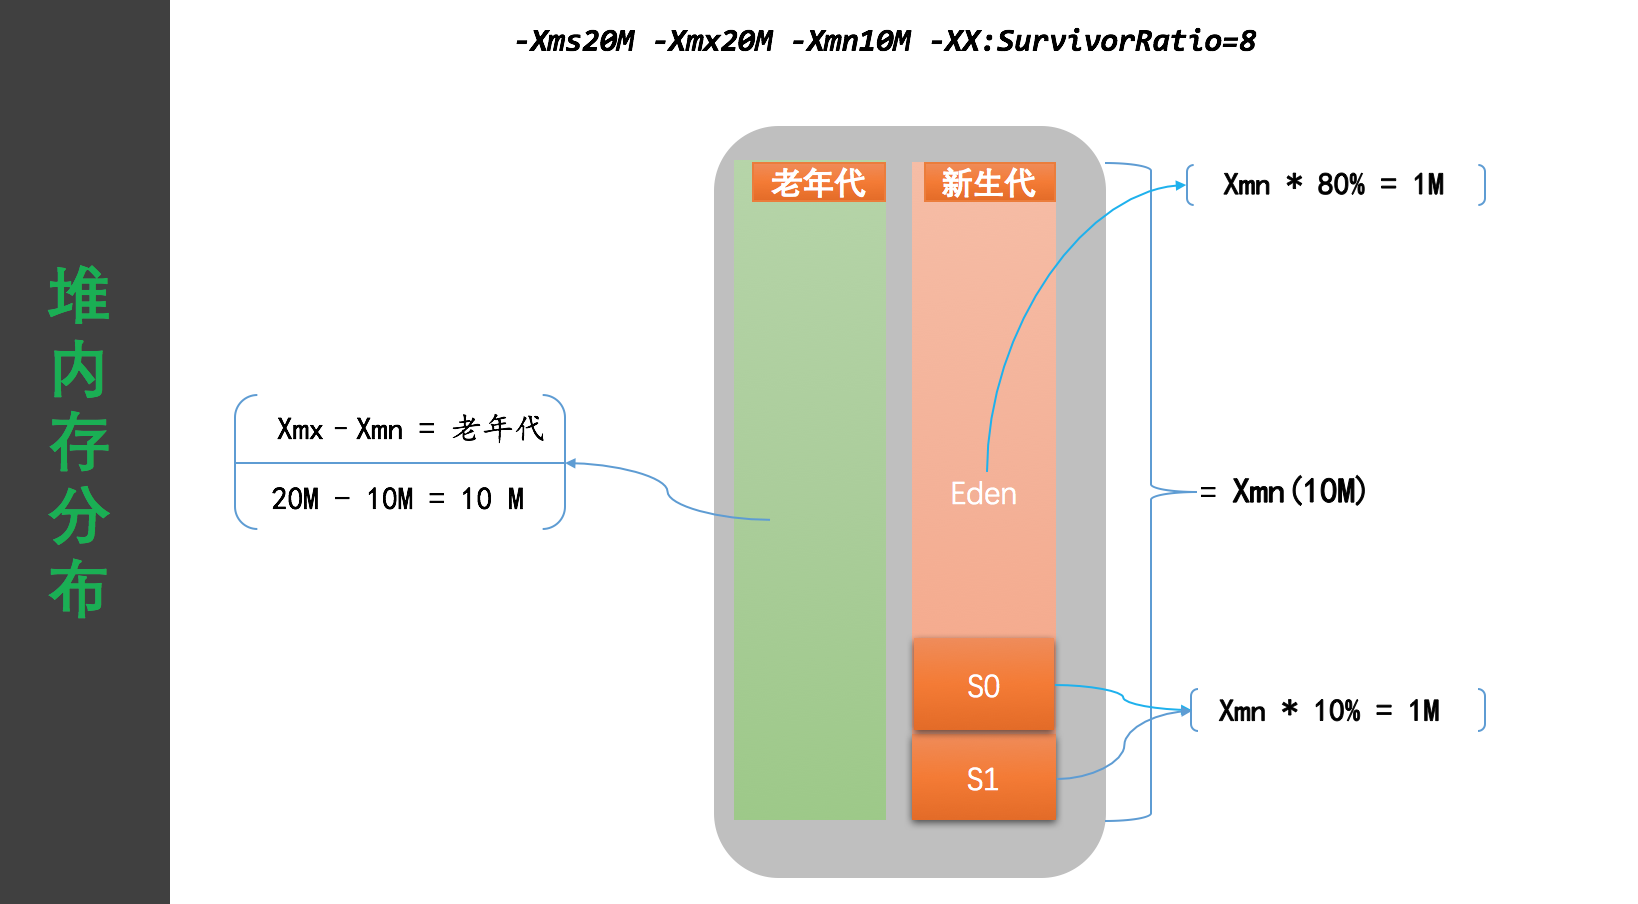 -Xms20M -Xmx20M -Xmn10M -XX:SurvivorRatio=8
堆内存分布
老年代
新生代
Xmn * 80% = 1M
Xmx - Xmn = 老年代
20M - 10M = 10 M
Eden
= Xmn(10M)
S0
Xmn * 10% = 1M
S1